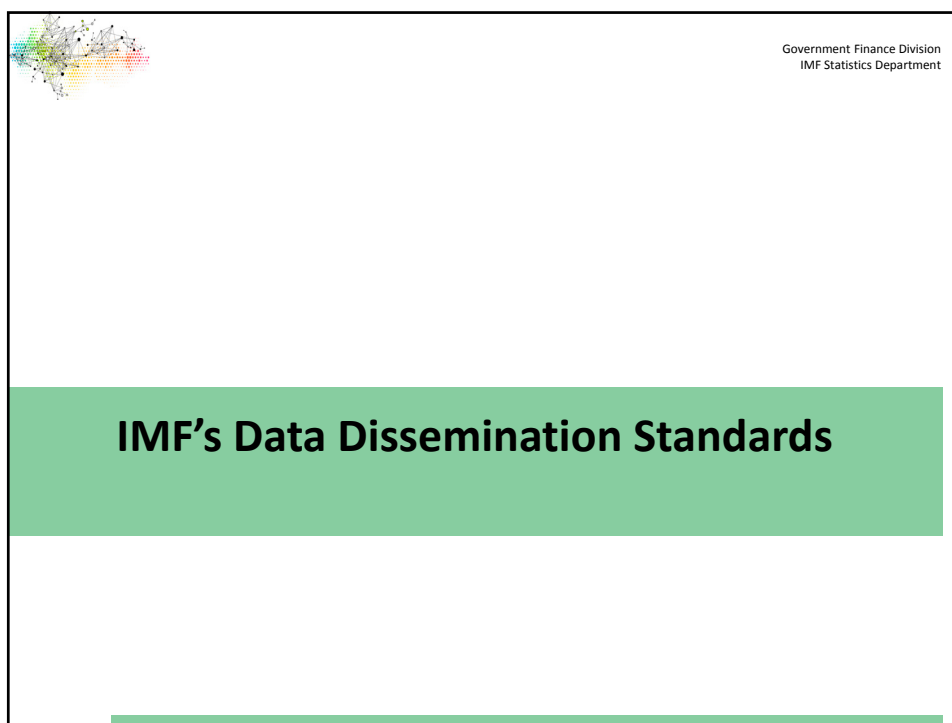 Government Finance Division
IMF Statistics Department
IMF’s Data Dissemination Standards